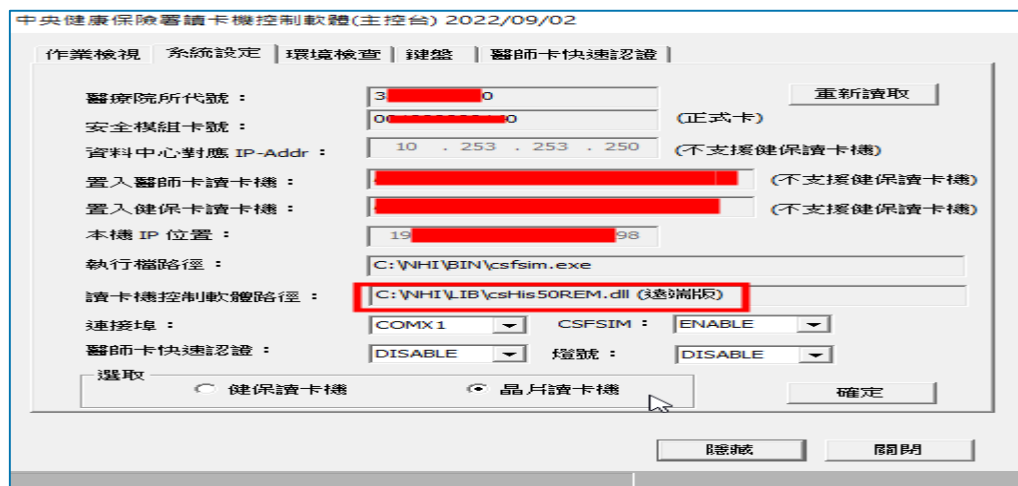 中央健康保險署讀卡機控制軟體(主控台) 2022/09/02
作業檢視 系統設定 環境檢查 鍵盤 醫師卡快速認證
醫療院所代號： 3 0 重新讀取
安全模組卡號： 00 0 (正式卡)
資料中心對應 IP-Addr： 10 . 253 . 253 . 250 (不支援健保讀卡機)
置入醫師卡讀卡機： (不支援健保讀卡機)
置入健保卡讀卡機： (不支援健保讀卡機)
本機 IP 位置： 19 98
執行檔路徑： C:\NHI\BIN\csfsim.exe
讀卡機控制軟體路徑： C:\NHI\LIB\csHis50REM.dll (遠端版)
連接埠： COMX1 CSFSIM： ENABLE
醫師卡快速認證： DISABLE 燈號： DISABLE
選取
健保讀卡機 晶片讀卡機 確定
隱藏 關閉